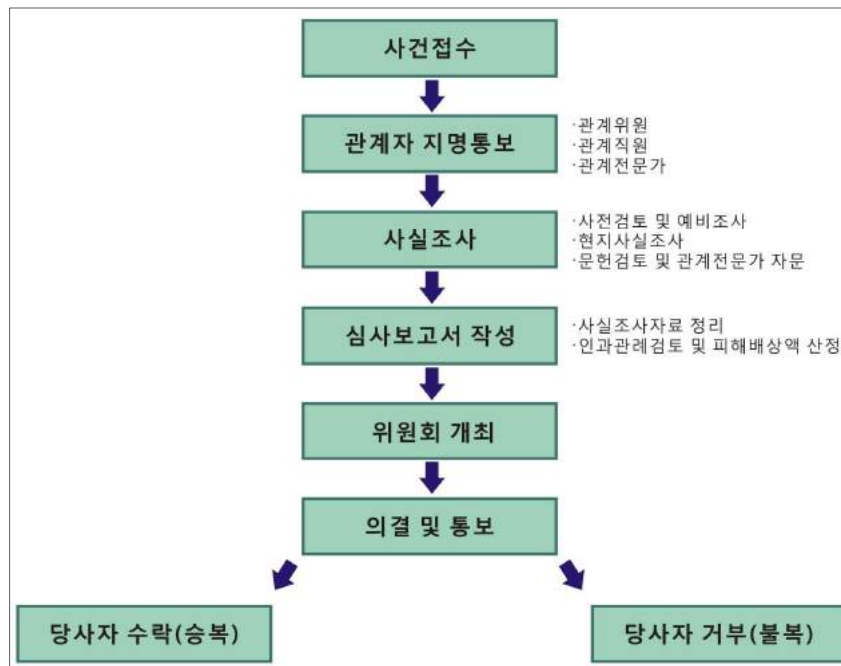 사건접수
관계자 지명통보
·관계위원
·관계직원
·관계전문가
사실조사
·사전검토 및 예비조사
·현지사실조사
·문헌검토 및 관계전문가 자문
심사보고서 작성
·사실조사자료 정리
·인과관례검토 및 피해배상액 산정
위원회 개최
의결 및 통보
당사자 수락(승복)
당사자 거부(불복)